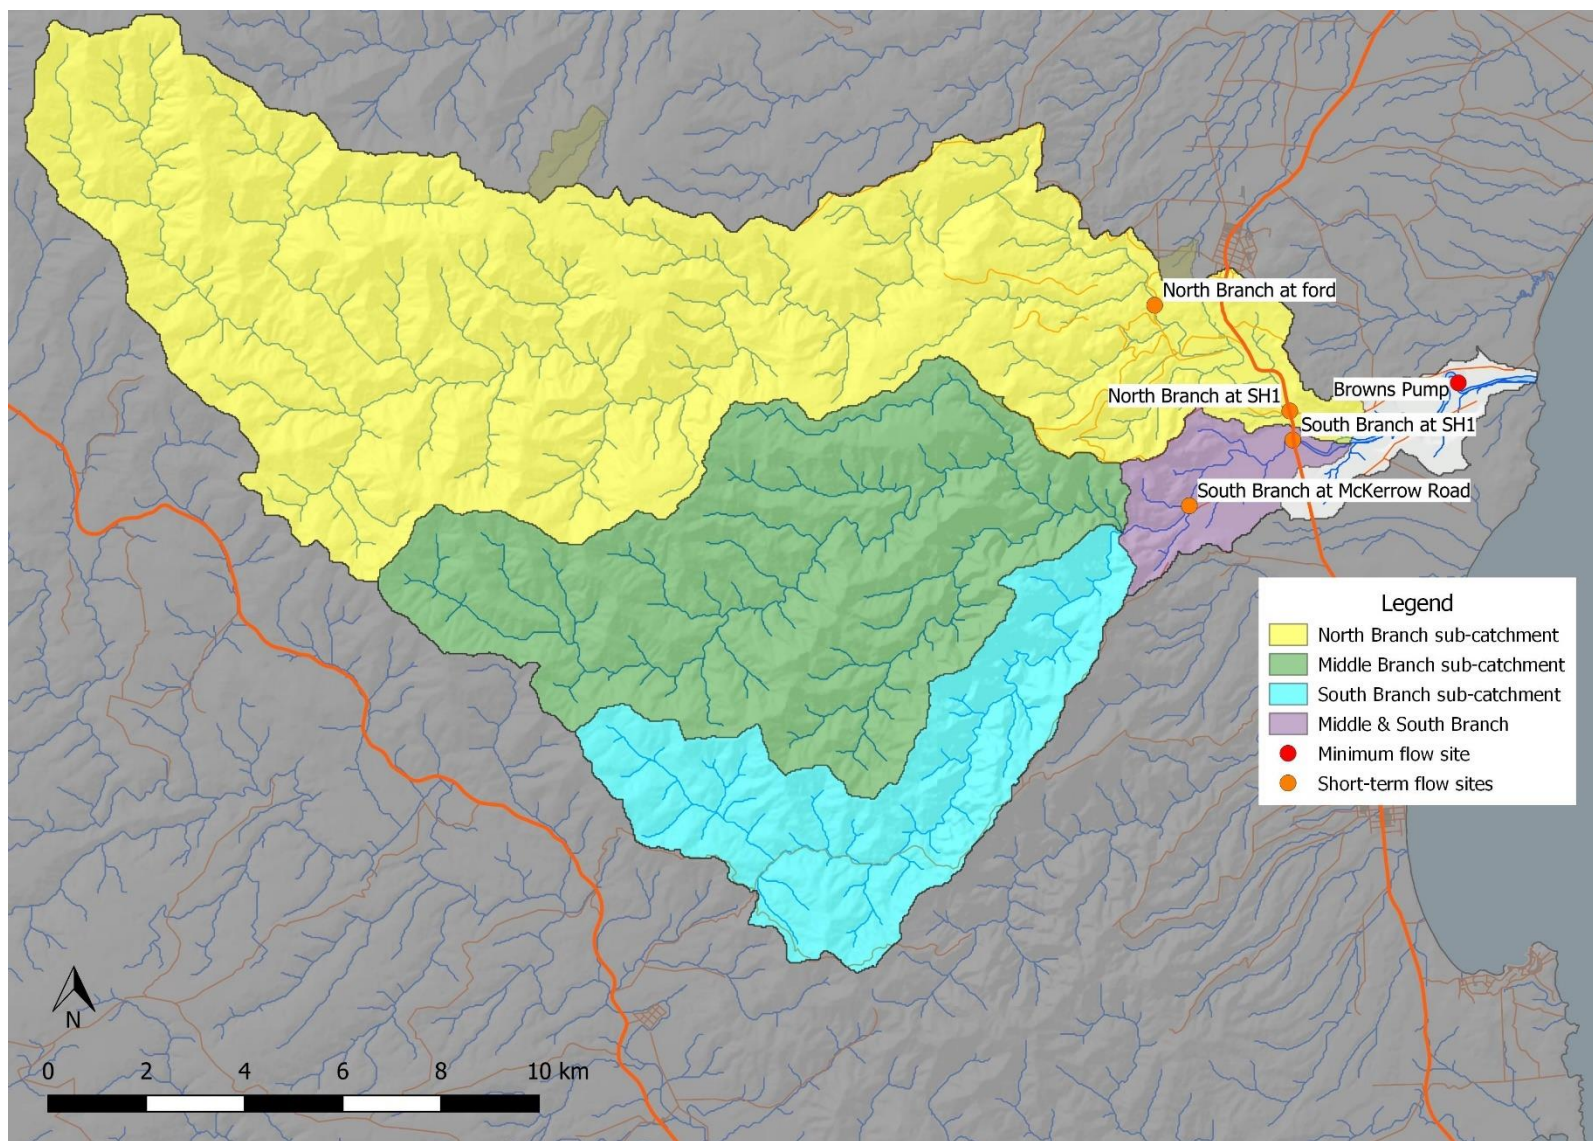 North Branch at ford
North Branch at SH1
Browns Pump
South Branch at SH1
South Branch at McKerrow Road
Legend
North Branch sub-catchment
Middle Branch sub-catchment
South Branch sub-catchment
Middle & South Branch
Minimum flow site
Short-term flow sites
N
0 2 4 6 8 10 km